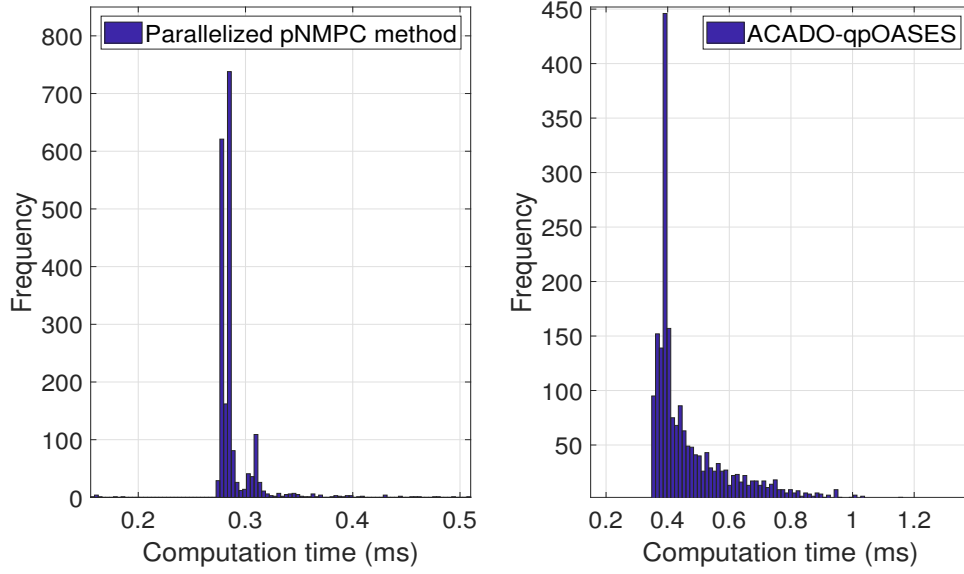 Parallelized pNMPC method
800
700
600
500
400
300
200
100
0
Frequency
0.2 0.3 0.4 0.5
Computation time (ms)
ACADO-qpOASES
450
400
350
300
250
200
150
100
50
Frequency
0.2 0.4 0.6 0.8 1 1.2
Computation time (ms)